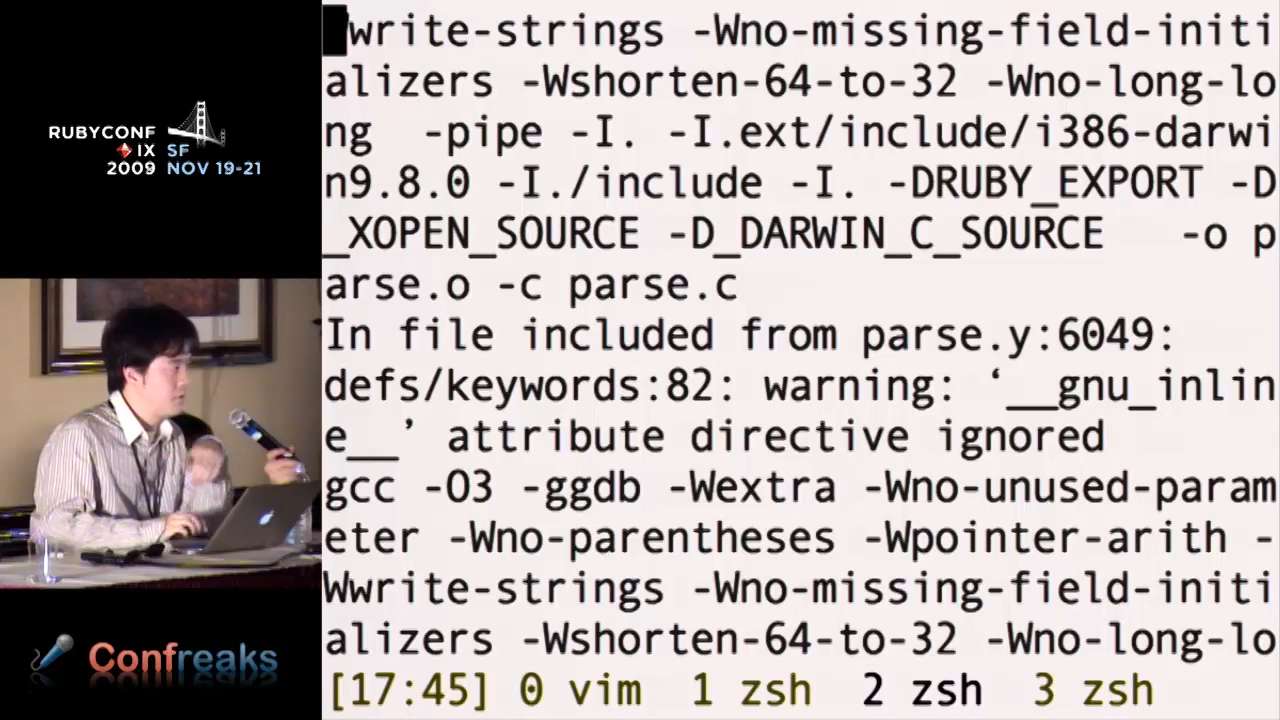 RUBYCONF
IX SF
2009 NOV 19-21
Wwrite-strings -Wno-missing-field-initi
alizers -Wshorten-64-to-32 -Wno-long-lo
ng  -pipe -I. -I.ext/include/i386-darwi
n9.8.0 -I./include -I. -DRUBY_EXPORT -D
_XOPEN_SOURCE -D_DARWIN_C_SOURCE   -o p
arse.o -c parse.c
In file included from parse.y:6049:
defs/keywords:82: warning: ‘__gnu_inlin
e__’ attribute directive ignored
gcc -O3 -ggdb -Wextra -Wno-unused-param
eter -Wno-parentheses -Wpointer-arith -
Wwrite-strings -Wno-missing-field-initi
alizers -Wshorten-64-to-32 -Wno-long-lo
[17:45] 0 vim  1 zsh  2 zsh  3 zsh
Confreaks